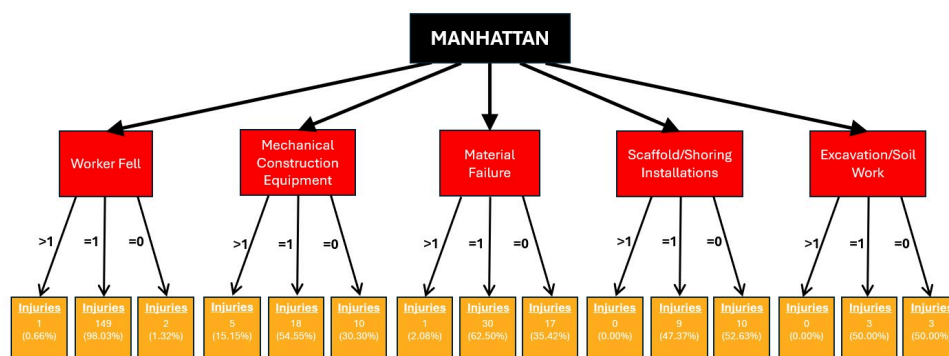 MANHATTAN
Worker Fell
Mechanical
Construction
Equipment
Material
Failure
Scaffold/Shoring
Installations
Excavation/Soil
Work
>1
=1
=0
>1
=1
=0
>1
=1
=0
>1
=1
=0
>1
=1
=0
Injuries
1
(0.66%)
Injuries
149
(98.03%)
Injuries
2
(1.32%)
Injuries
5
(15.15%)
Injuries
18
(54.55%)
Injuries
10
(30.30%)
Injuries
1
(2.08%)
Injuries
30
(62.50%)
Injuries
17
(35.42%)
Injuries
0
(0.00%)
Injuries
9
(47.37%)
Injuries
10
(52.63%)
Injuries
0
(0.00%)
Injuries
3
(50.00%)
Injuries
3
(50.00%)